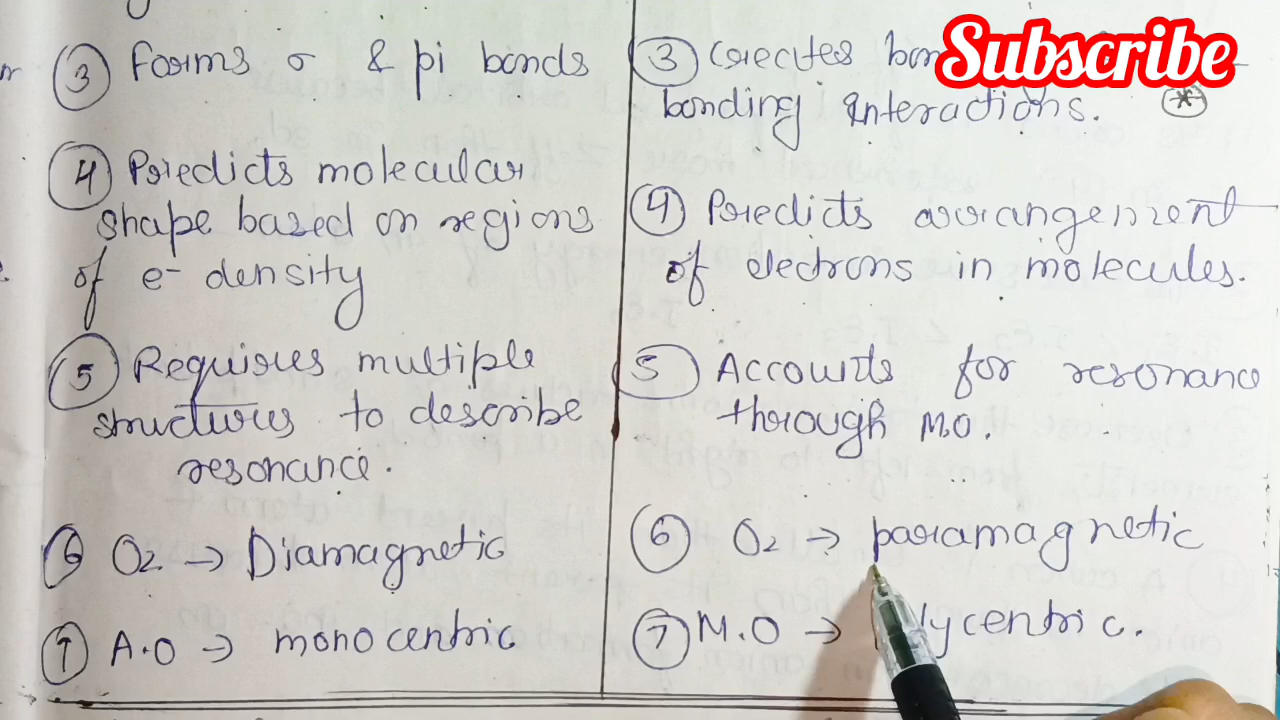 ③ Forms σ & pi bonds
④ Predicts molecular
shape based on regions
of e- density
⑤ Requires multiple
structures to describe
resonance.
⑥ O2 → Diamagnetic
⑦ A.O → monocentric
Subscribe
③ Creates
bonding interactions. *
④ Predicts arrangement
of electrons in molecules.
⑤ Accounts for resonance
through M.O.
⑥ O2 → paramagnetic
⑦ M.O → polycentric.